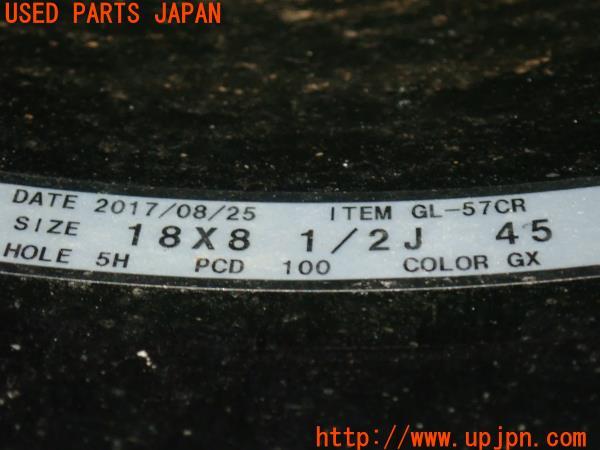 USED PARTS JAPAN
DATE 2017/08/25 ITEM GL-57CR
SIZE 18X8 1/2J 45
HOLE 5H PCD 100 COLOR GX
http://www.upjpn.com